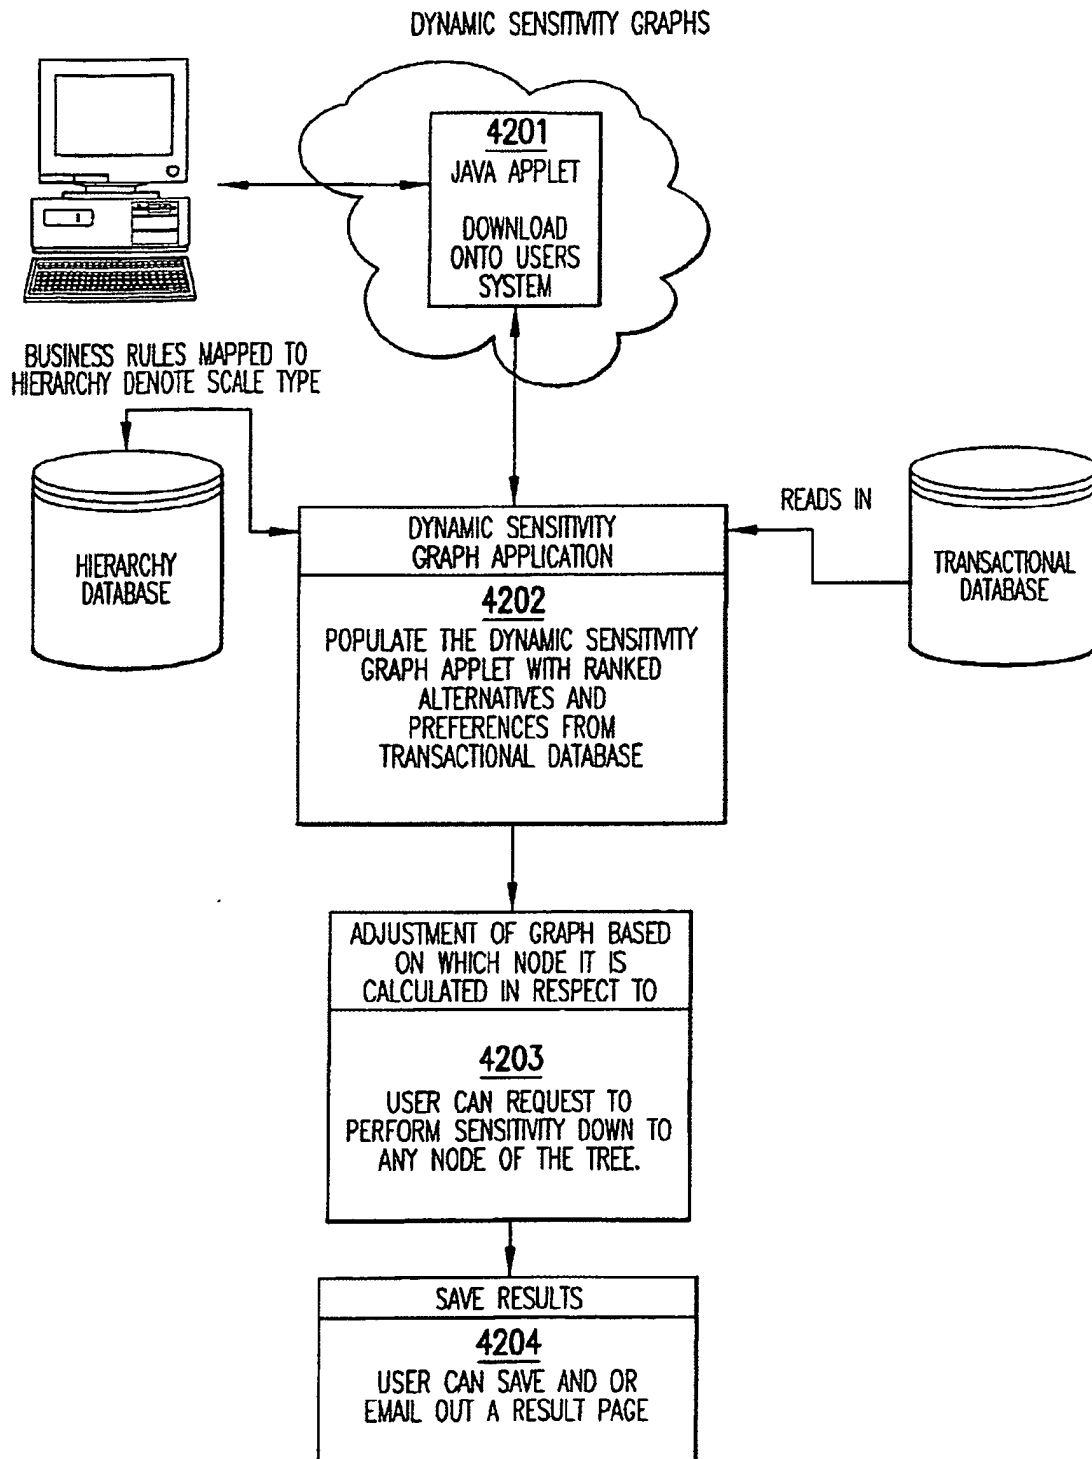 DYNAMIC SENSITIVITY GRAPHS
4201
JAVA APPLET
DOWNLOAD
ONTO USERS
SYSTEM
BUSINESS RULES MAPPED TO
HIERARCHY DENOTE SCALE TYPE
HIERARCHY
DATABASE
DYNAMIC SENSITIVITY
GRAPH APPLICATION
READS IN
TRANSACTIONAL
DATABASE
4202
POPULATE THE DYNAMIC SENSITIVITY
GRAPH APPLET WITH RANKED
ALTERNATIVES AND
PREFERENCES FROM
TRANSACTIONAL DATABASE
ADJUSTMENT OF GRAPH BASED
ON WHICH NODE IT IS
CALCULATED IN RESPECT TO
4203
USER CAN REQUEST TO
PERFORM SENSITIVITY DOWN TO
ANY NODE OF THE TREE.
SAVE RESULTS
4204
USER CAN SAVE AND OR
EMAIL OUT A RESULT PAGE